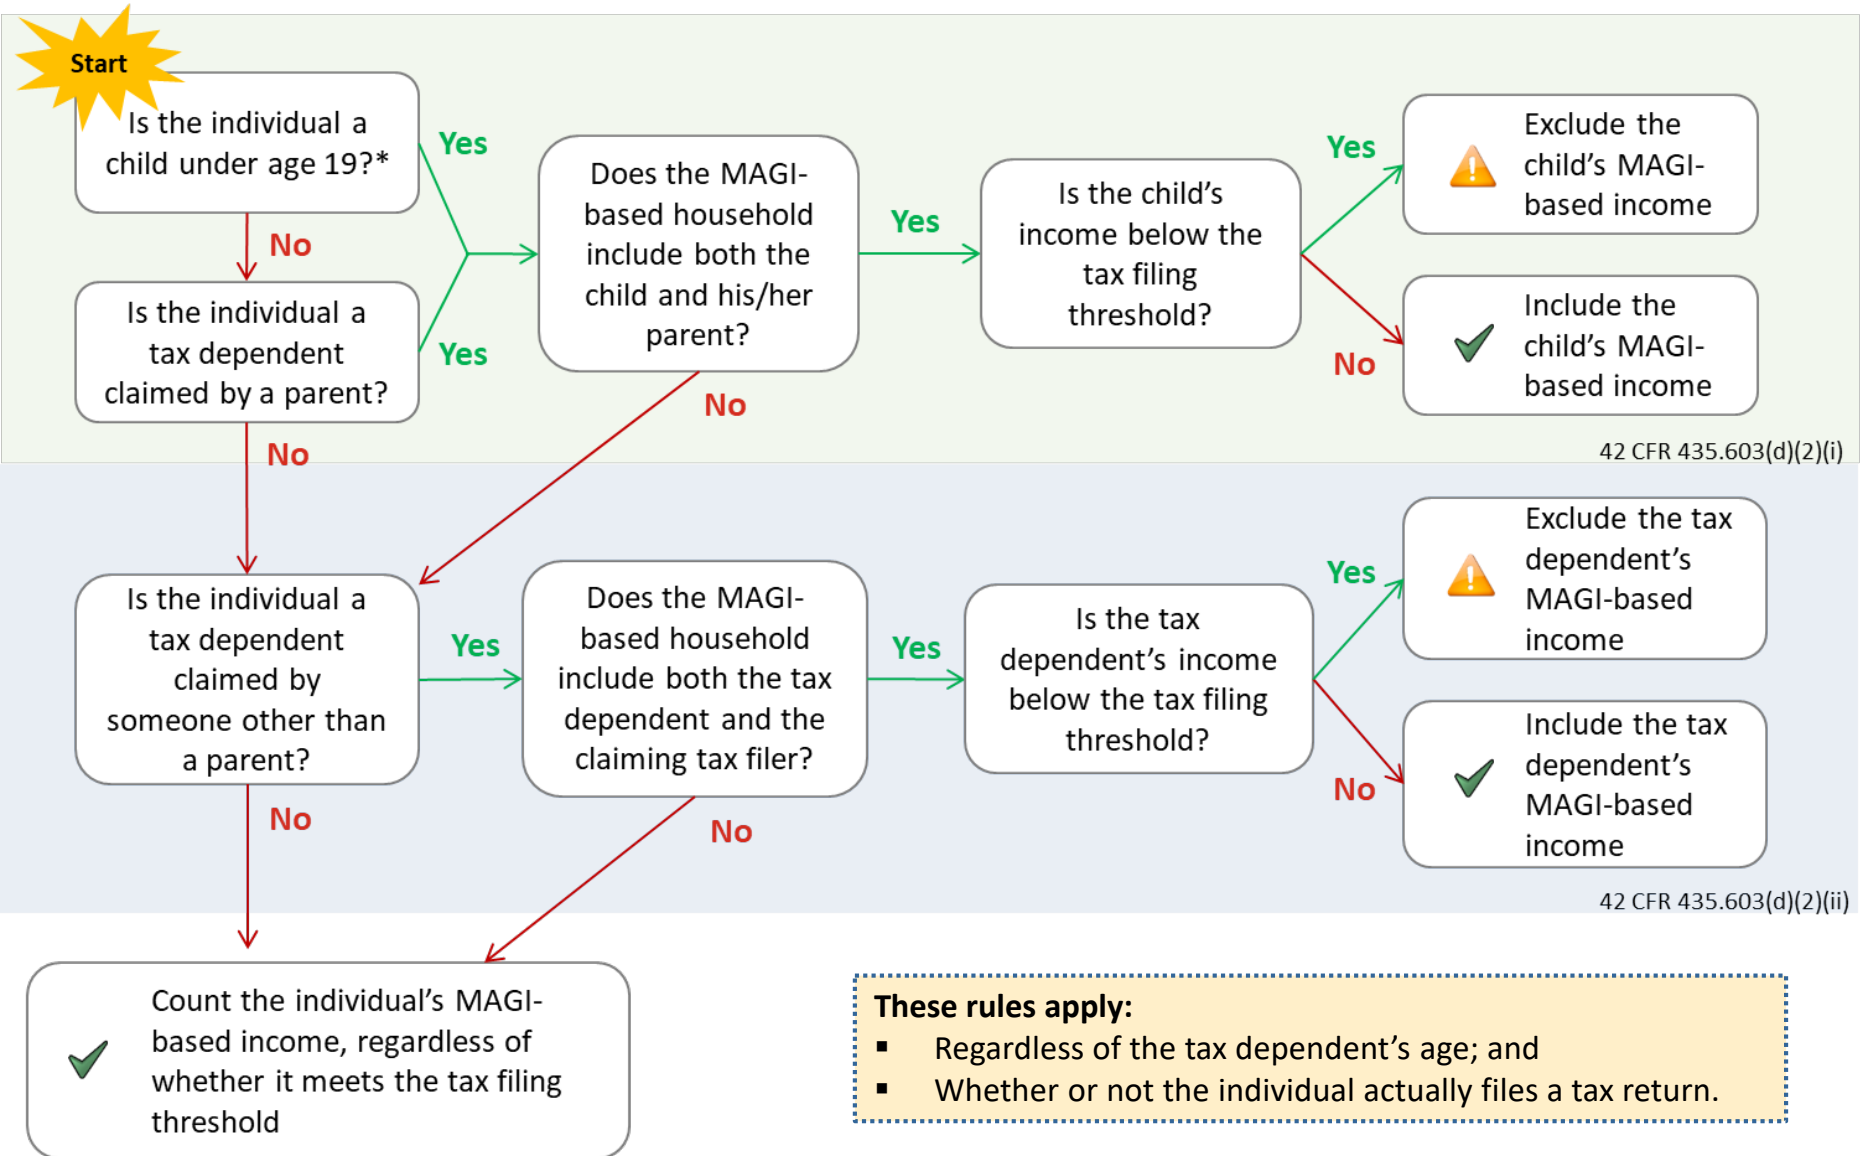 Start
Is the individual a
child under age 19?*
Yes
No
Is the individual a
tax dependent
claimed by a parent?
Yes
No
Does the MAGI-
based household
include both the
child and his/her
parent?
Yes
No
Is the child's
income below the
tax filing
threshold?
Yes
No
Exclude the
child's MAGI-
based income
Include the
child's MAGI-
based income
42 CFR 435.603(d)(2)(i)
Is the individual a
tax dependent
claimed by
someone other than
a parent?
Yes
No
Does the MAGI-
based household
include both the tax
dependent and the
claiming tax filer?
Yes
No
Is the tax
dependent's income
below the tax filing
threshold?
Yes
No
Exclude the tax
dependent's
MAGI-based
income
Include the tax
dependent's
MAGI-based
income
42 CFR 435.603(d)(2)(ii)
Count the individual's MAGI-
based income, regardless of
whether it meets the tax filing
threshold
These rules apply:
▪ Regardless of the tax dependent's age; and
▪ Whether or not the individual actually files a tax return.